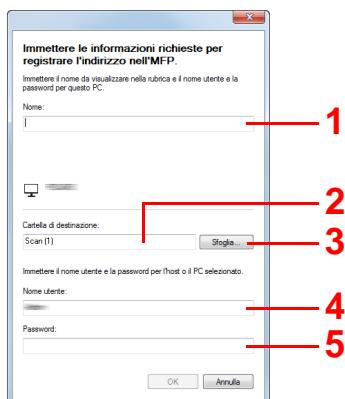 Immettere le informazioni richieste per
registrare l'indirizzo nell'MFP.
Immettere il nome da visualizzare nella rubrica e il nome utente e la
password per questo PC.
Nome:
1
2
Cartella di destinazione:
Scan (1)
Sfoglia...
3
Immettere il nome utente e la password per l'host o il PC selezionato.
Nome utente:
4
Password:
5
OK
Annulla